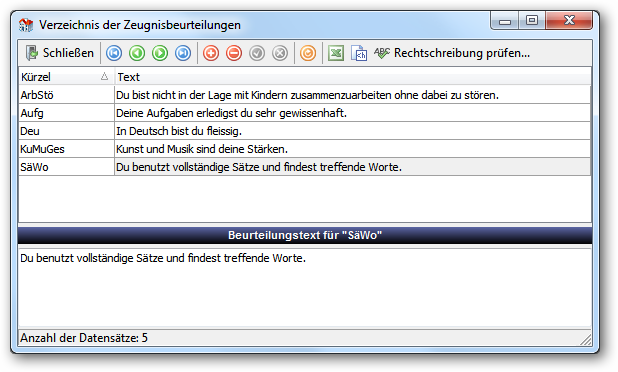 Verzeichnis der Zeugnisbeurteilungen
Schließen ABC Rechtschreibung prüfen...
Kürzel Text
ArbStö Du bist nicht in der Lage mit Kindern zusammenzuarbeiten ohne dabei zu stören.
Aufg Deine Aufgaben erledigst du sehr gewissenhaft.
Deu In Deutsch bist du fleissig.
KuMuGes Kunst und Musik sind deine Stärken.
SäWo Du benutzt vollständige Sätze und findest treffende Worte.
Beurteilungstext für "SäWo"
Du benutzt vollständige Sätze und findest treffende Worte.
Anzahl der Datensätze: 5